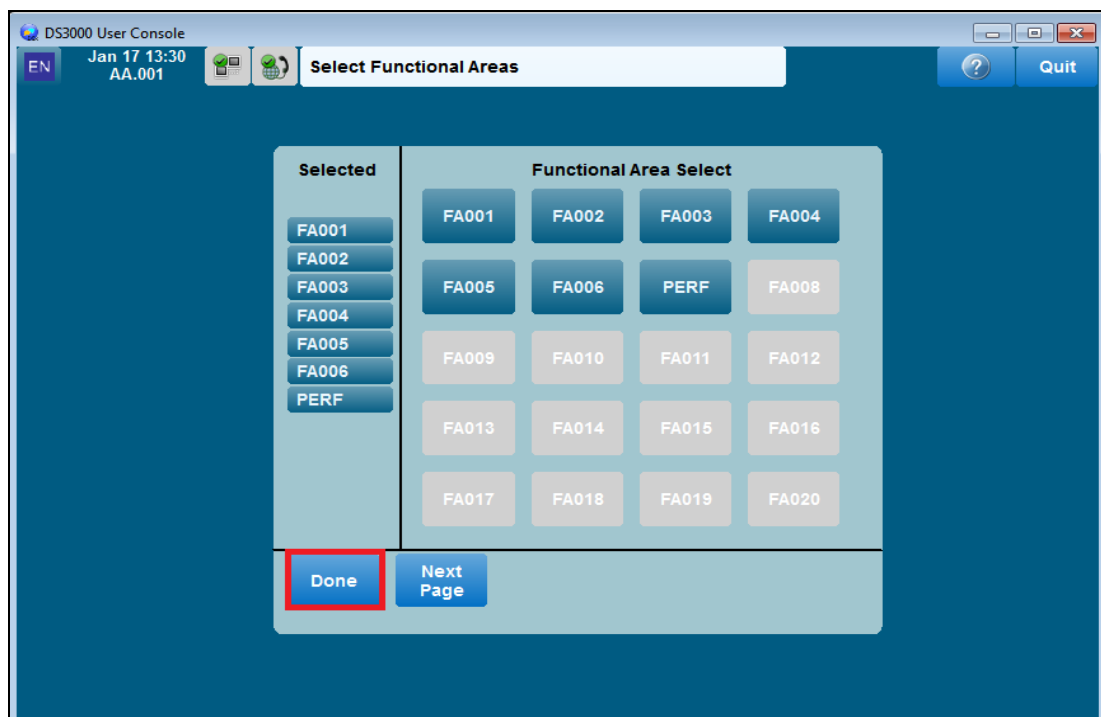 DS3000 User Console
EN
Jan 17 13:30
AA.001
Select Functional Areas
?
Quit
Selected
Functional Area Select
FA001
FA002
FA003
FA004
FA005
FA006
PERF
FA001 FA002 FA003 FA004
FA005 FA006 PERF FA008
FA009 FA010 FA011 FA012
FA013 FA014 FA015 FA016
FA017 FA018 FA019 FA020
Done
Next
Page